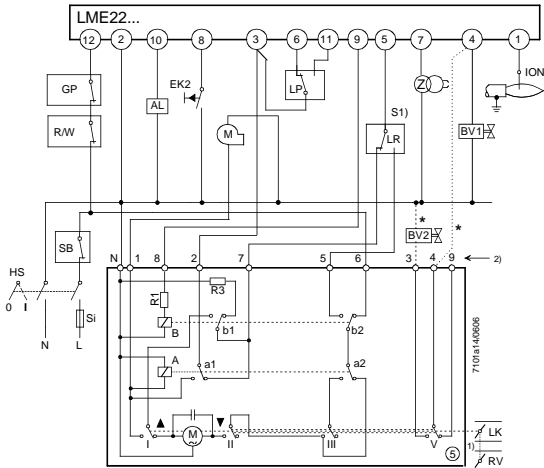 LME22...
12 2 10 8 3 6 11 9 5 7 4 1
ION
GP
EK2
LP
Z
AL
S1)
R/W
M
LR
BV1
*
*
BV2
SB
HS
N 1 8 2 7 5 6 3 4 9
2)
0 I
Si
R1
R3
N L
B
b1
b2
A
a1
a2
7101a14/0606
M
I
II
III
V
LK
1)
5
RV